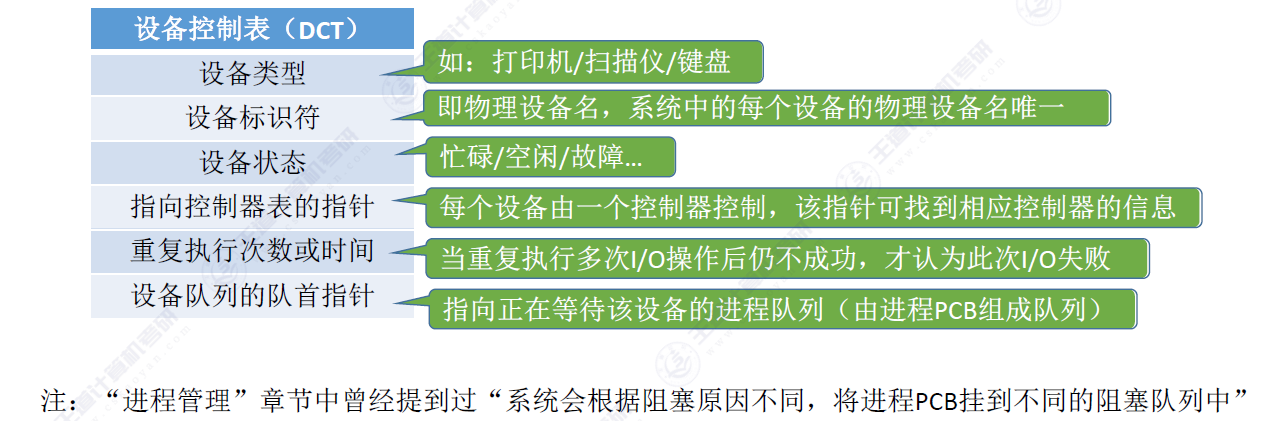 设备控制表（DCT）
设备类型
如：打印机/扫描仪/键盘
设备标识符
即物理设备名，系统中的每个设备的物理设备名唯一
设备状态
忙碌/空闲/故障…
指向控制器表的指针
每个设备由一个控制器控制，该指针可找到相应控制器的信息
重复执行次数或时间
当重复执行多次I/O操作后仍不成功，才认为此次I/O失败
设备队列的队首指针
指向正在等待该设备的进程队列（由进程PCB组成队列）
注：“进程管理”章节中曾经提到过“系统会根据阻塞原因不同，将进程PCB挂到不同的阻塞队列中”
王道计算机考研